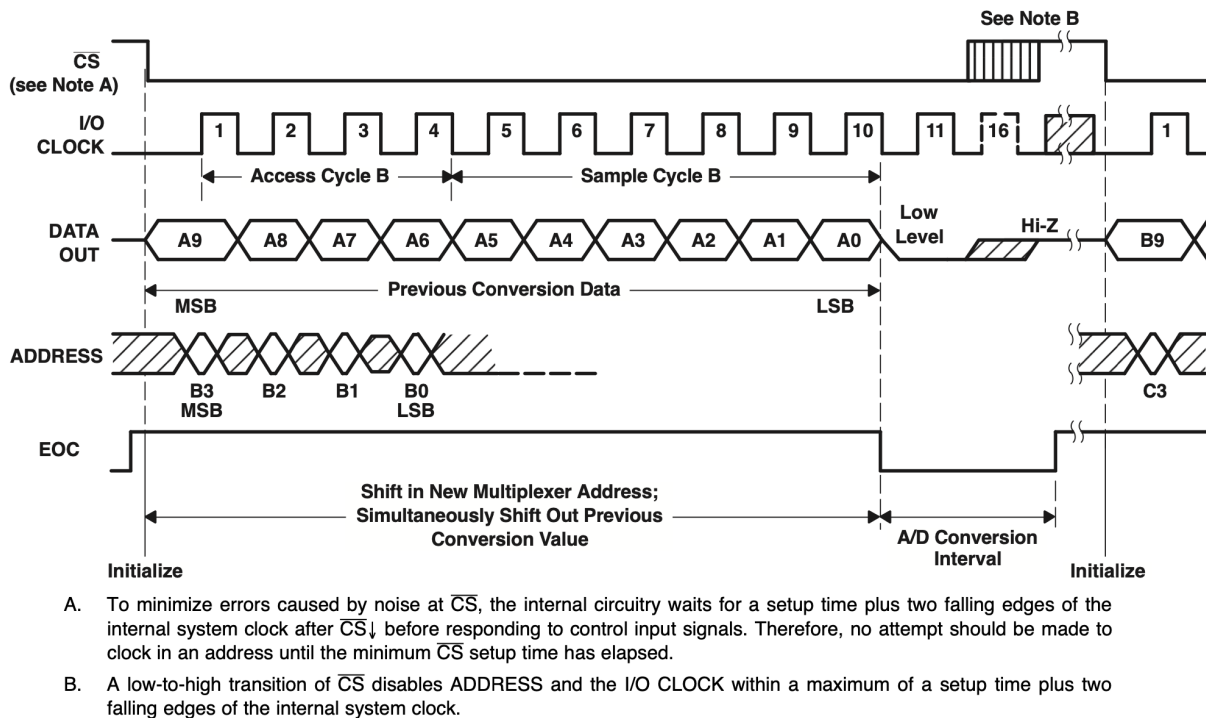 See Note B
CS
(see Note A)
I/O
CLOCK
1 2 3 4 5 6 7 8 9 10 11 16 1
Access Cycle B Sample Cycle B
DATA
OUT
A9 A8 A7 A6 A5 A4 A3 A2 A1 A0 Low Level Hi-Z B9
Previous Conversion Data
MSB LSB
ADDRESS
B3 B2 B1 B0 C3
MSB LSB
EOC
Shift in New Multiplexer Address;
Simultaneously Shift Out Previous
Conversion Value
A/D Conversion
Interval
Initialize Initialize
A. To minimize errors caused by noise at CS, the internal circuitry waits for a setup time plus two falling edges of the
internal system clock after CS↓ before responding to control input signals. Therefore, no attempt should be made to
clock in an address until the minimum CS setup time has elapsed.
B. A low-to-high transition of CS disables ADDRESS and the I/O CLOCK within a maximum of a setup time plus two
falling edges of the internal system clock.